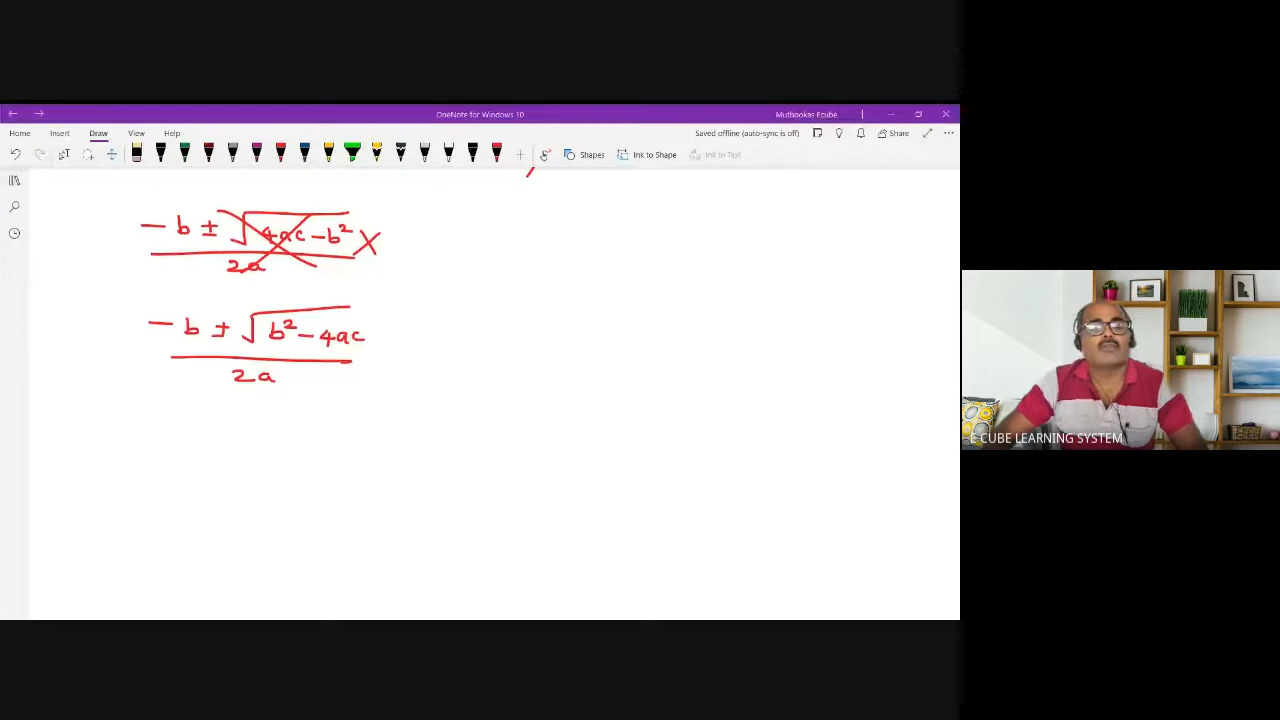 OneNote for Windows 10
Muthookas Ecube
Home Insert Draw View Help
Saved offline (auto-sync is off)
Share
Shapes
Ink to Shape
Ink to Text
−b ± √4ac−b² X
2a
−b ± √b²−4ac
2a
E CUBE LEARNING SYSTEM